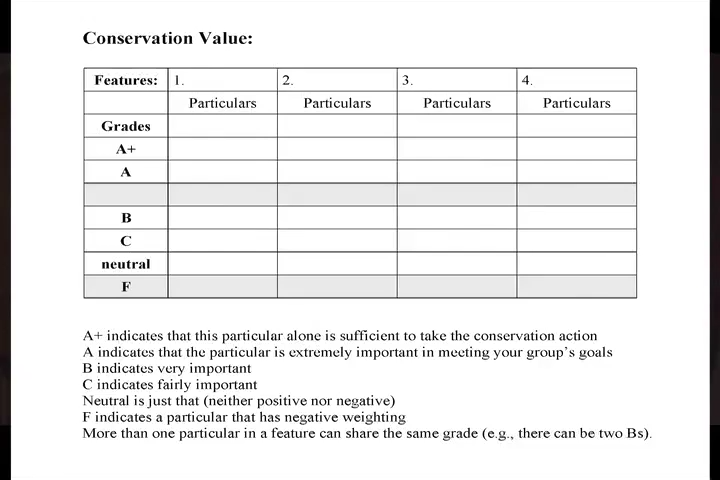 Conservation Value:
Features: 1. 2. 3. 4.
Particulars Particulars Particulars Particulars
Grades
A+
A
B
C
neutral
F
A+ indicates that this particular alone is sufficient to take the conservation action
A indicates that the particular is extremely important in meeting your group's goals
B indicates very important
C indicates fairly important
Neutral is just that (neither positive nor negative)
F indicates a particular that has negative weighting
More than one particular in a feature can share the same grade (e.g., there can be two Bs).